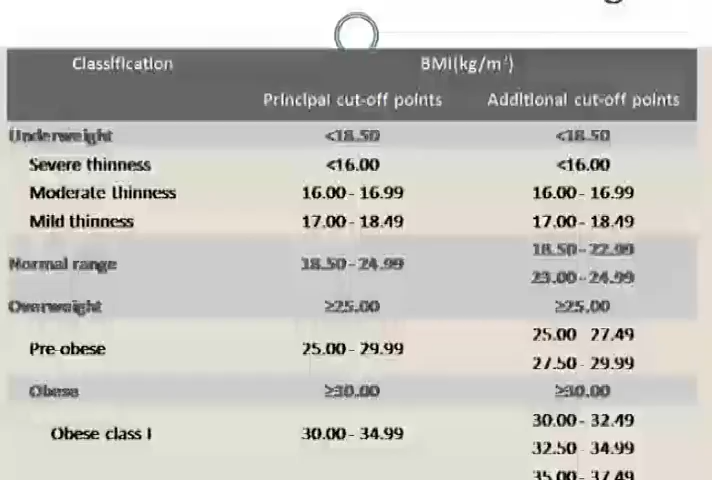 Classification BMI(kg/m²)
Principal cut-off points Additional cut-off points
Underweight <18.50 <18.50
Severe thinness <16.00 <16.00
Moderate thinness 16.00 - 16.99 16.00 - 16.99
Mild thinness 17.00 - 18.49 17.00 - 18.49
Normal range 18.50 - 24.99 18.50 - 22.99
23.00 - 24.99
Overweight ≥25.00 ≥25.00
Pre-obese 25.00 - 29.99 25.00 - 27.49
27.50 - 29.99
Obese ≥30.00 ≥30.00
Obese class I 30.00 - 34.99 30.00 - 32.49
32.50 - 34.99
35.00 - 37.49